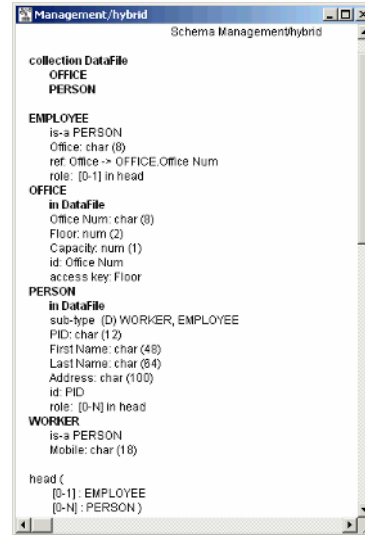 Management/hybrid
Schema Management/hybrid
collection DataFile
OFFICE
PERSON
EMPLOYEE
is-a PERSON
Office: char (8)
ref: Office -> OFFICE.Office Num
role: [0-1] in head
OFFICE
in DataFile
Office Num: char (8)
Floor: num (2)
Capacity: num (1)
id: Office Num
access key: Floor
PERSON
in DataFile
sub-type (D) WORKER, EMPLOYEE
PID: char (12)
First Name: char (48)
Last Name: char (64)
Address: char (100)
id: PID
role: [0-N] in head
WORKER
is-a PERSON
Mobile: char (18)
head (
[0-1] : EMPLOYEE
[0-N] : PERSON )